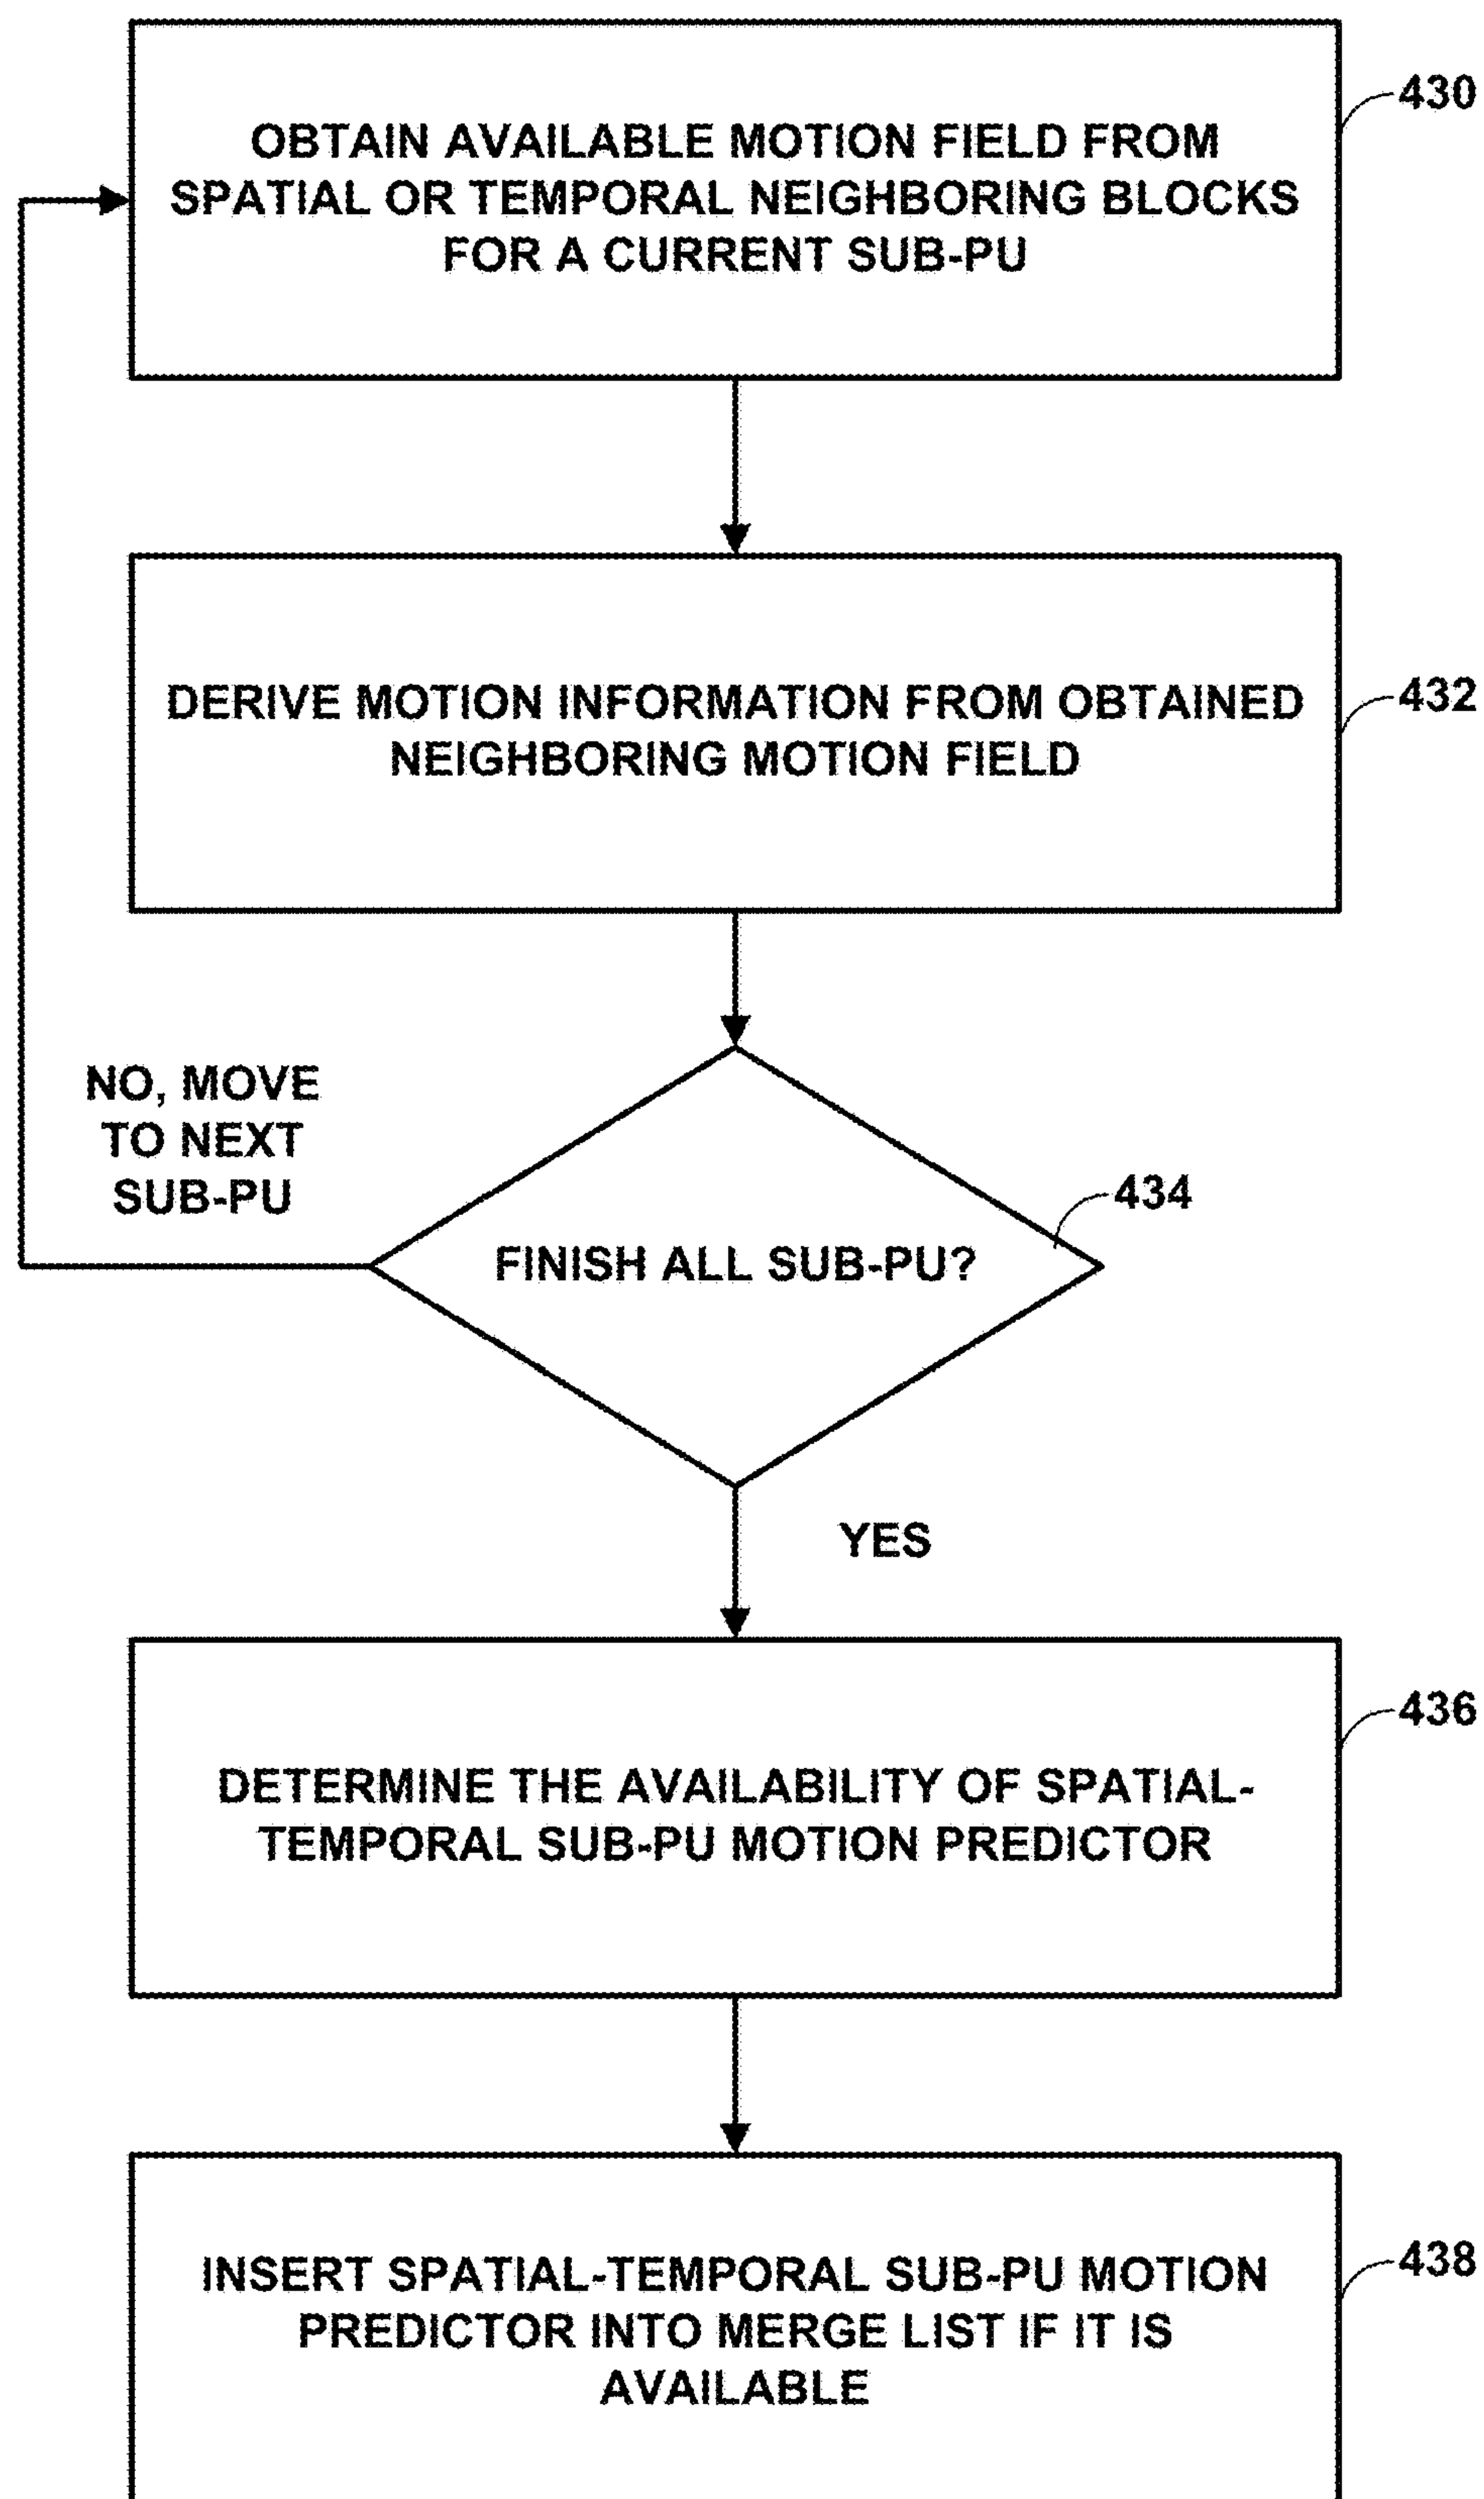 430
OBTAIN AVAILABLE MOTION FIELD FROM
SPATIAL OR TEMPORAL NEIGHBORING BLOCKS
FOR A CURRENT SUB-PU
432
DERIVE MOTION INFORMATION FROM OBTAINED
NEIGHBORING MOTION FIELD
NO, MOVE
TO NEXT
SUB-PU
434
FINISH ALL SUB-PU?
YES
436
DETERMINE THE AVAILABILITY OF SPATIAL-
TEMPORAL SUB-PU MOTION PREDICTOR
438
INSERT SPATIAL-TEMPORAL SUB-PU MOTION
PREDICTOR INTO MERGE LIST IF IT IS
AVAILABLE